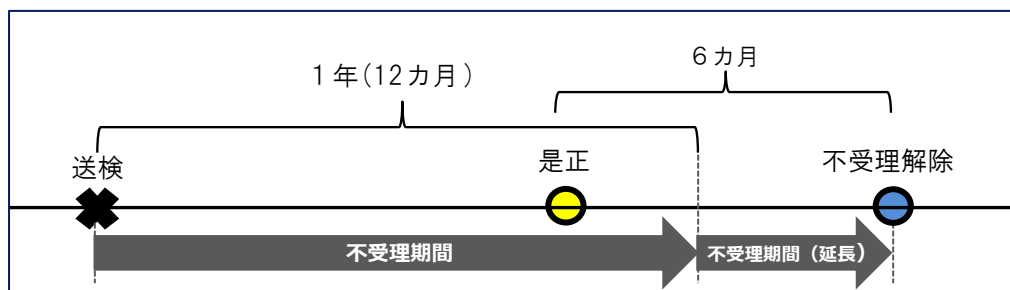 ６カ月
１年(12カ月)
送検
是正
不受理解除
不受理期間
不受理期間（延長）